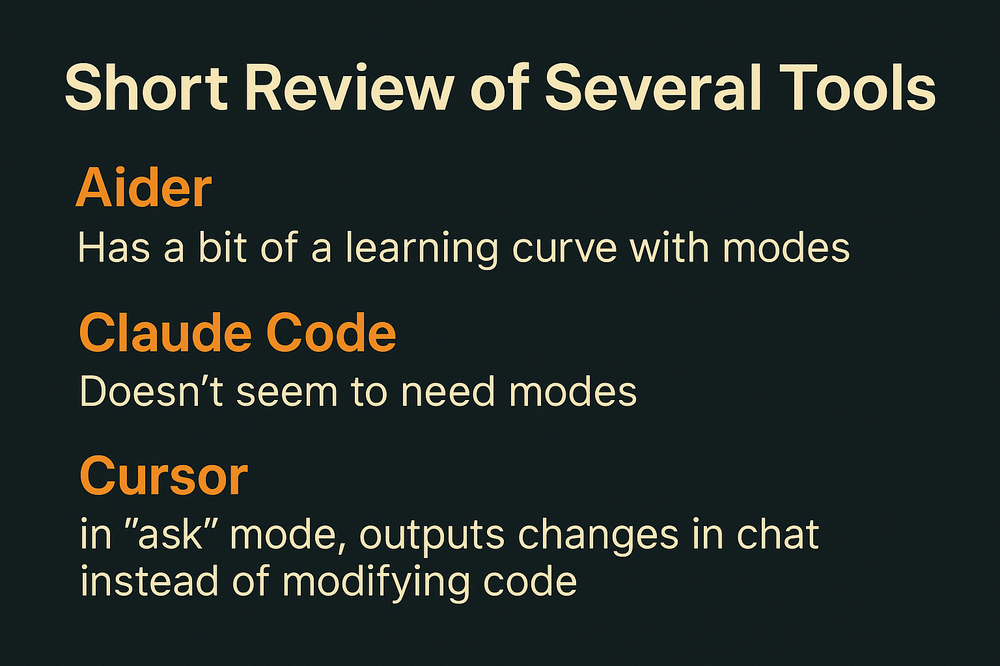 Short Review of Several Tools
Aider
Has a bit of a learning curve with modes
Claude Code
Doesn’t seem to need modes
Cursor
in ”ask” mode, outputs changes in chat
instead of modifying code